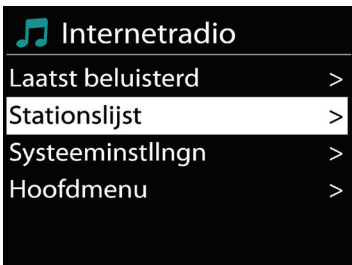 Internetradio
Laatst beluisterd >
Stationslijst >
Systeeminstllngn >
Hoofdmenu >